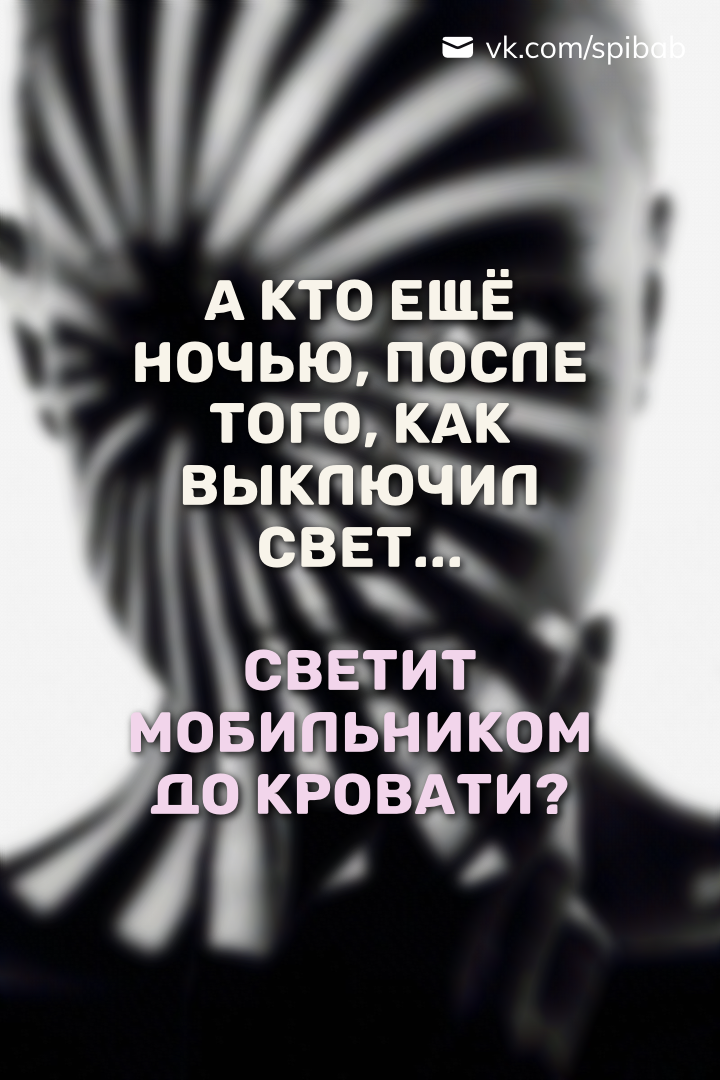 vk.com/spibab
А КТО ЕЩЁ
НОЧЬЮ, ПОСЛЕ
ТОГО, КАК
ВЫКЛЮЧИЛ
СВЕТ...
СВЕТИТ
МОБИЛЬНИКОМ
ДО КРОВАТИ?